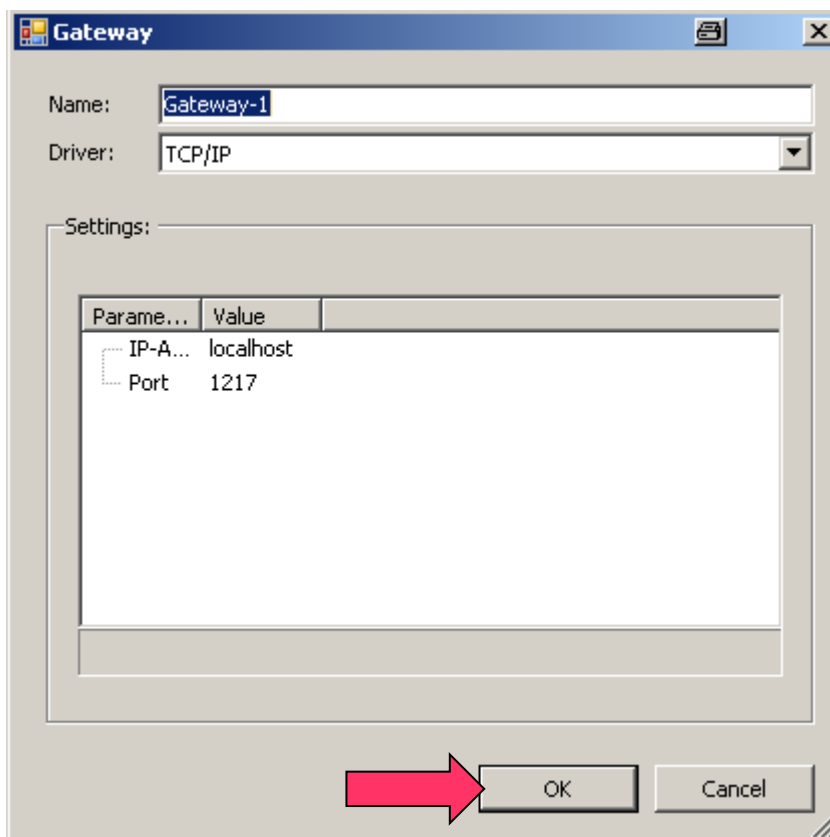 Gateway
Name: Gateway-1
Driver: TCP/IP
Settings:
Parame... Value
IP-A... localhost
Port 1217
OK Cancel